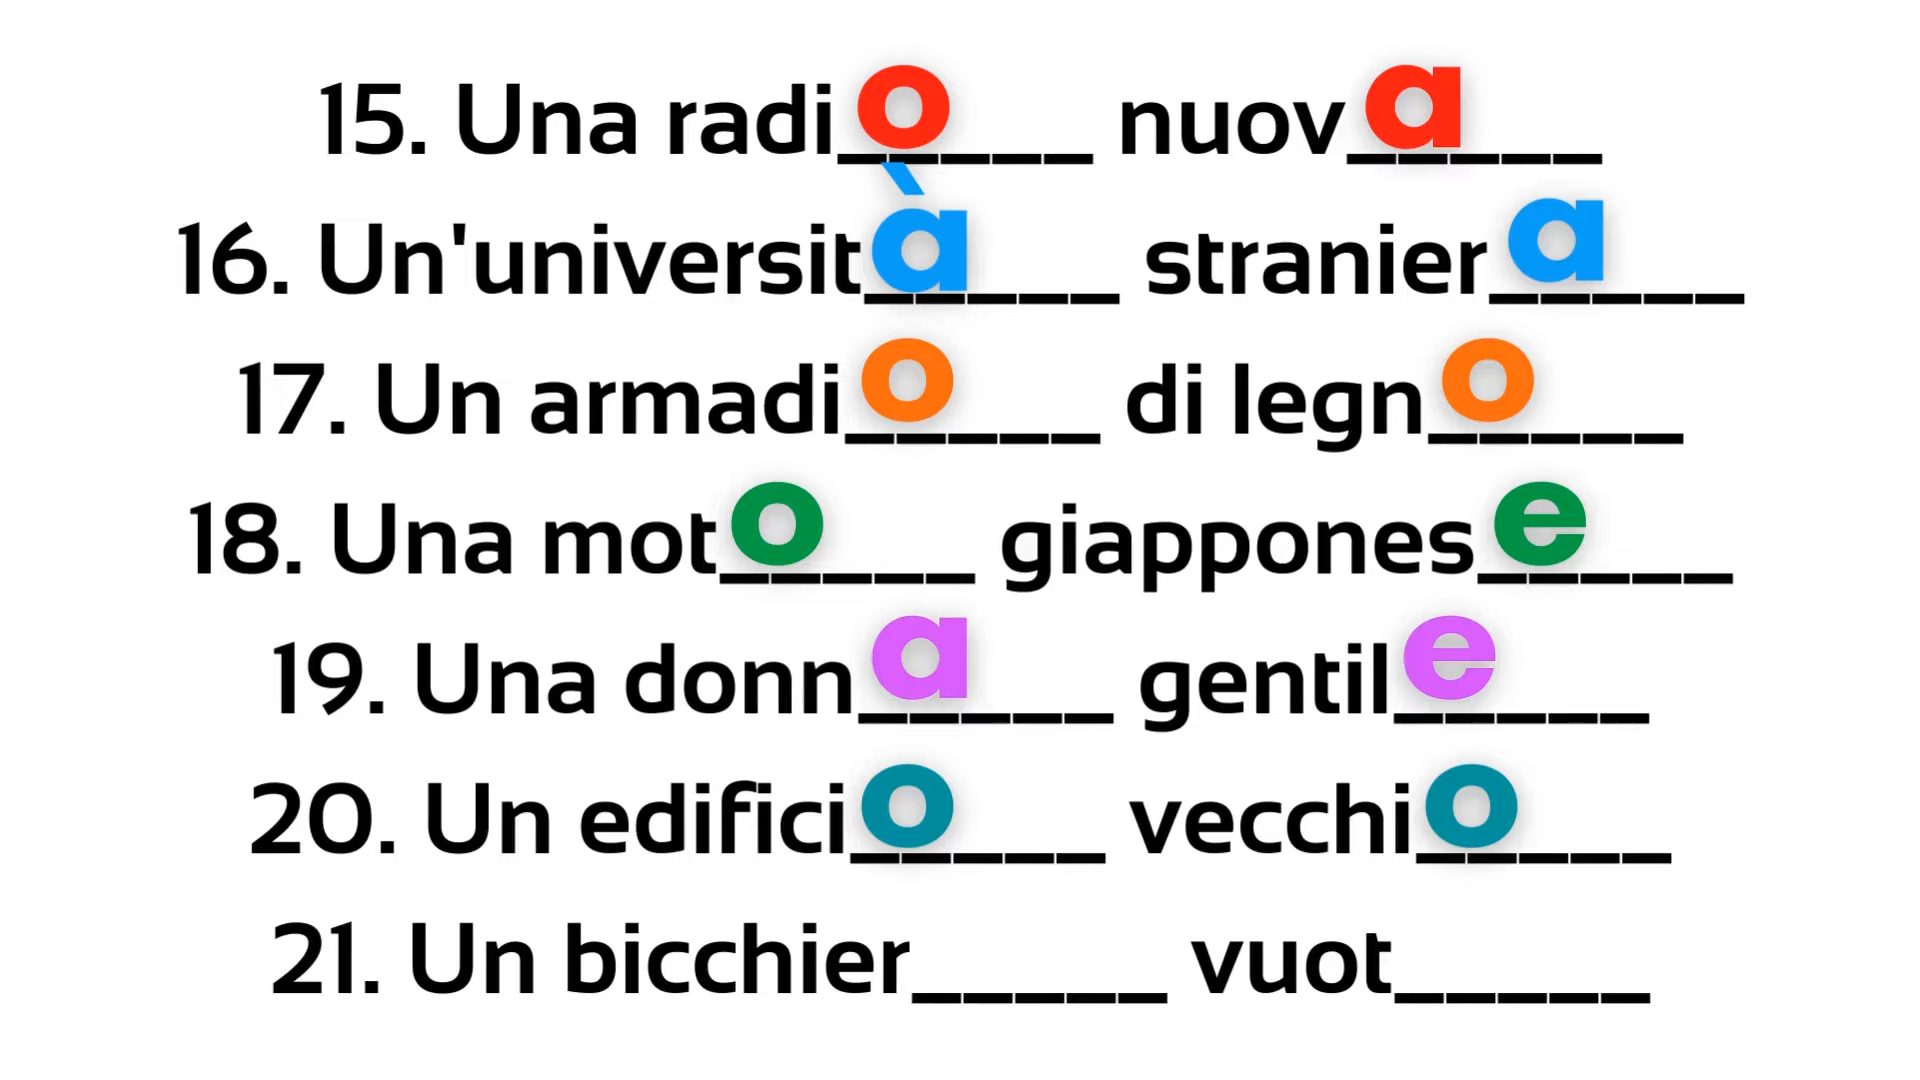 15. Una radio_____ nuova_____
16. Un'università_____ straniera_____
17. Un armadio_____ di legno_____
18. Una moto_____ giapponese_____
19. Una donna_____ gentile_____
20. Un edificio_____ vecchio_____
21. Un bicchier_____ vuot_____